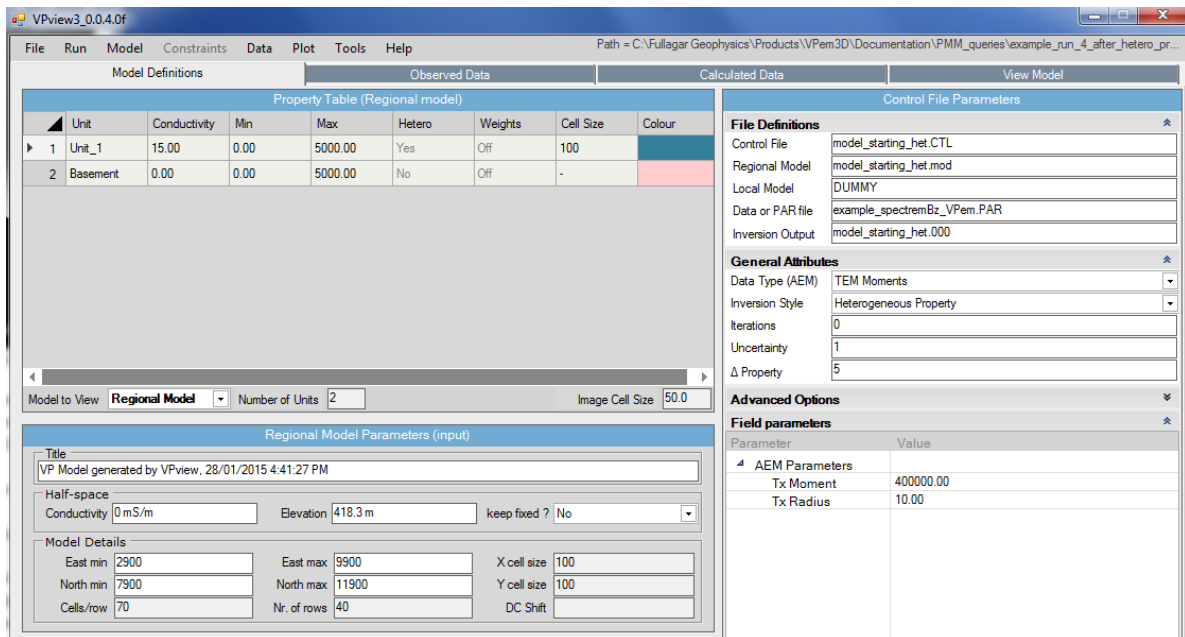 VPview3_0.0.4.0f
File Run Model Constraints Data Plot Tools Help Path = C:\Fullagar Geophysics\Products\VPem3D\Documentation\PMM_queries\example_run_4_after_hetero_pr...
Model Definitions Observed Data Calculated Data View Model
Property Table (Regional model)
Unit Conductivity Min Max Hetero Weights Cell Size Colour
1 Unit_1 15.00 0.00 5000.00 Yes Off 100
2 Basement 0.00 0.00 5000.00 No Off -
Model to View Regional Model Number of Units 2 Image Cell Size 50.0
Regional Model Parameters (input)
Title
VP Model generated by VPview, 28/01/2015 4:41:27 PM
Half-space
Conductivity 0 mS/m Elevation 418.3 m keep fixed ? No
Model Details
East min 2900 East max 9900 X cell size 100
North min 7900 North max 11900 Y cell size 100
Cells/row 70 Nr. of rows 40 DC Shift
Control File Parameters
File Definitions
Control File model_starting_het.CTL
Regional Model model_starting_het.mod
Local Model DUMMY
Data or PAR file example_spectremBz_VPem.PAR
Inversion Output model_starting_het.000
General Attributes
Data Type (AEM) TEM Moments
Inversion Style Heterogeneous Property
Iterations 0
Uncertainty 1
Δ Property 5
Advanced Options
Field parameters
Parameter Value
AEM Parameters
Tx Moment 400000.00
Tx Radius 10.00